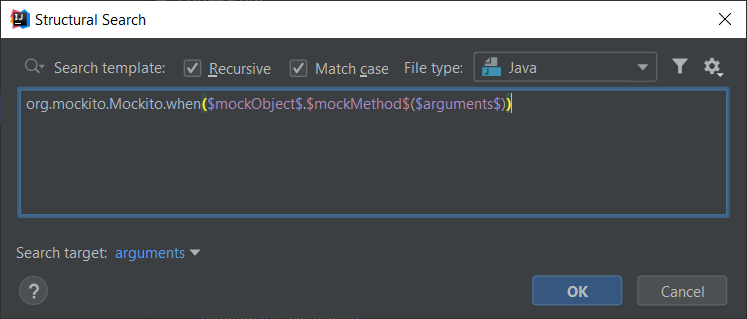 IJ Structural Search
Search template: Recursive Match case File type: Java
org.mockito.Mockito.when($mockObject$.$mockMethod$($arguments$))
Search target: arguments
? OK Cancel